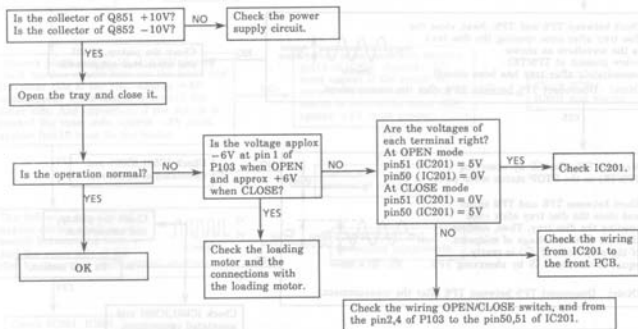 Is the collector of Q851 +10V?
Is the collector of Q852 −10V?
NO
Check the power
supply circuit.
YES
Open the tray and close it.
Is the operation normal?
NO
Is the voltage applox
−6V at pin 1 of
P103 when OPEN
and approx +6V
when CLOSE?
NO
Are the voltages of
each terminal right?
At OPEN mode
pin51 (IC201) = 5V
pin50 (IC201) = 0V
At CLOSE mode
pin51 (IC201) = 0V
pin50 (IC201) = 5V
YES
Check IC201.
YES
OK
YES
Check the loading
motor and the
connections with
the loading motor.
NO
Check the wiring
from IC201 to
the front PCB.
Check the wiring OPEN/CLOSE switch, and from
the pin2,4 of P103 to the pin50,51 of IC201.